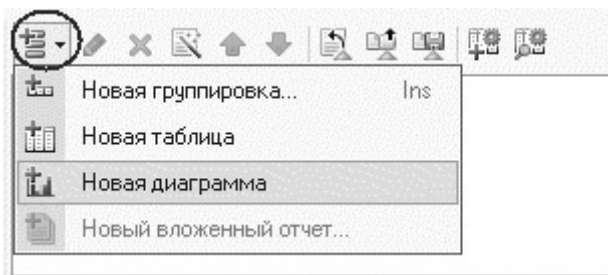 Новая группировка... Ins
Новая таблица
Новая диаграмма
Новый вложенный отчет...